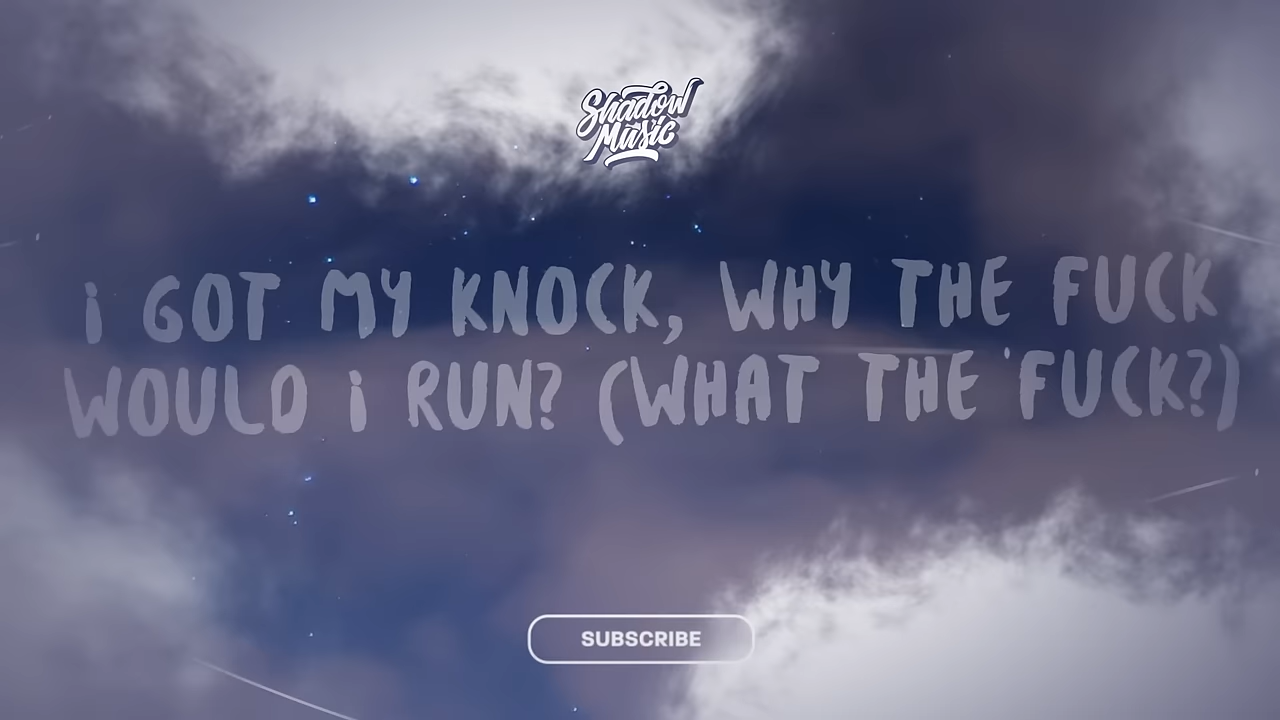 Shadow
Music
i GOT MY KNOCK, WHY THE FUCK
WOULD i RUN? (WHAT THE FUCK?)
SUBSCRIBE